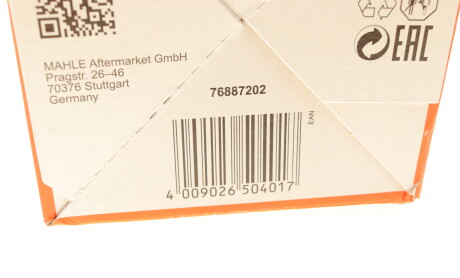 MAHLE Aftermarket GmbH
Pragstr. 26–46
70376 Stuttgart
Germany
EAC
76887202
EAN
4 009026 504017